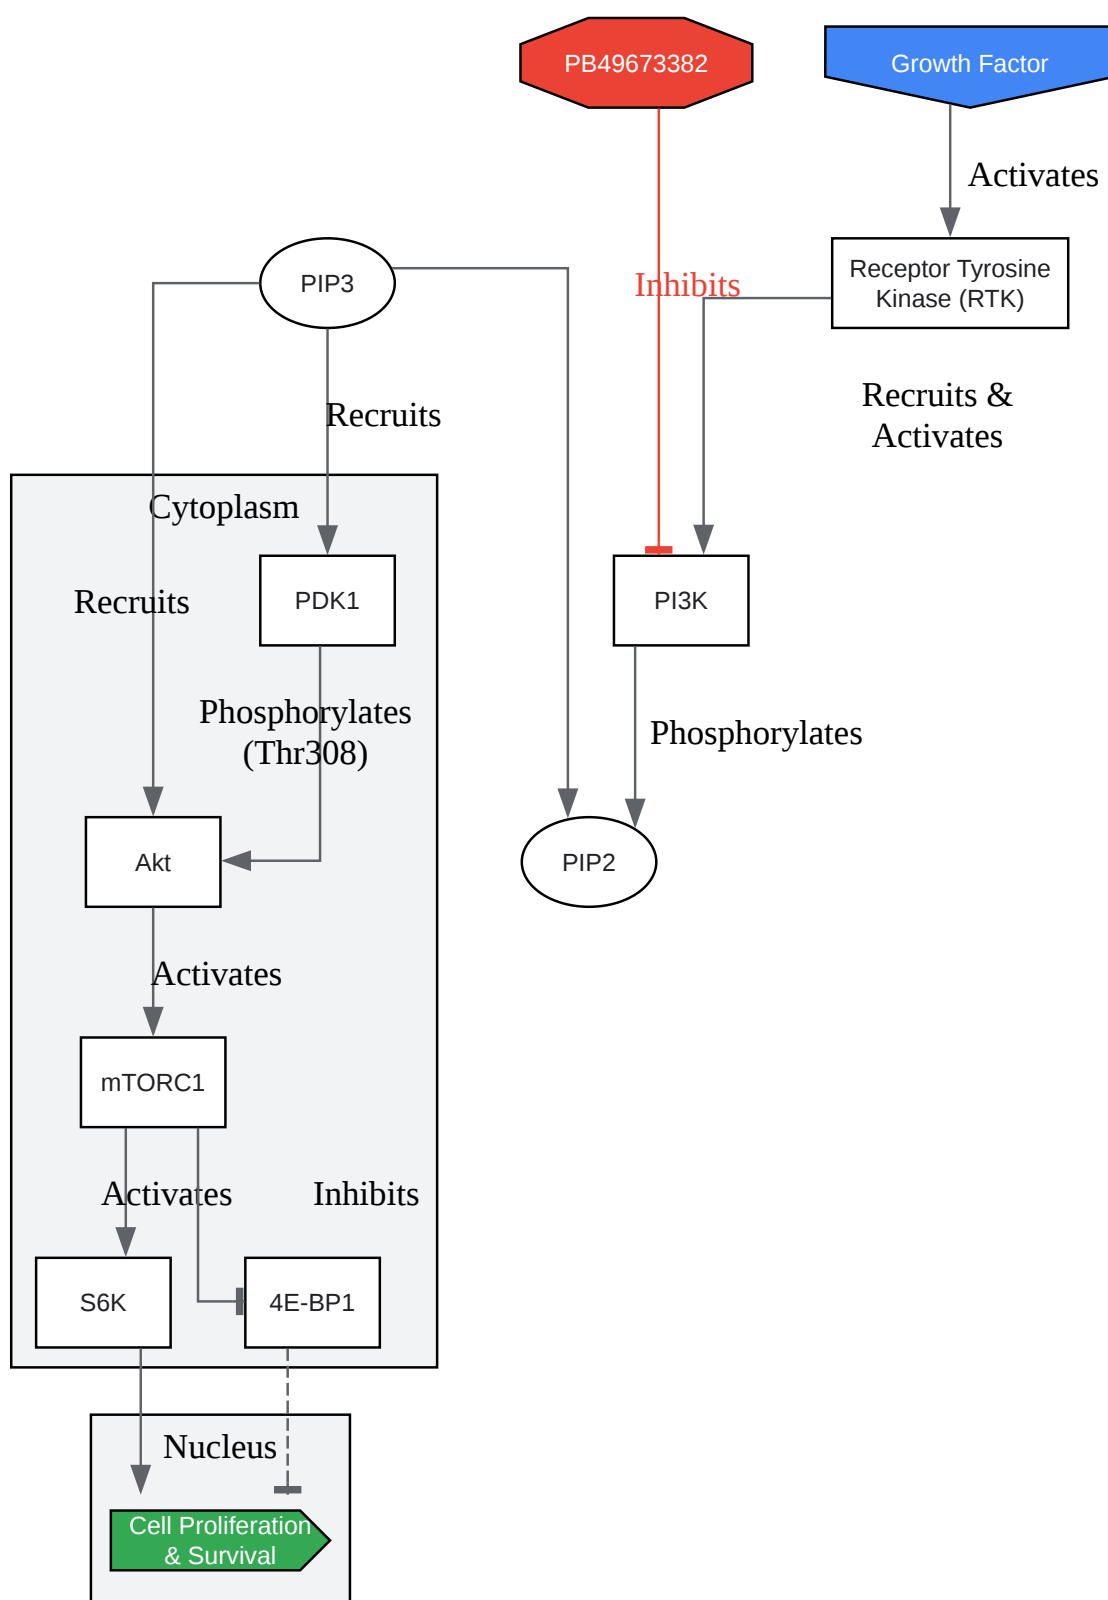 PB49673382
Growth Factor
Activates
Receptor Tyrosine
Kinase (RTK)
PIP3
Inhibits
Recruits &
Activates
Recruits
Cytoplasm
PDK1
Recruits
PI3K
Phosphorylates
(Thr308)
Phosphorylates
Akt
PIP2
Activates
mTORC1
Activates
Inhibits
S6K
4E-BP1
Nucleus
Cell Proliferation
& Survival